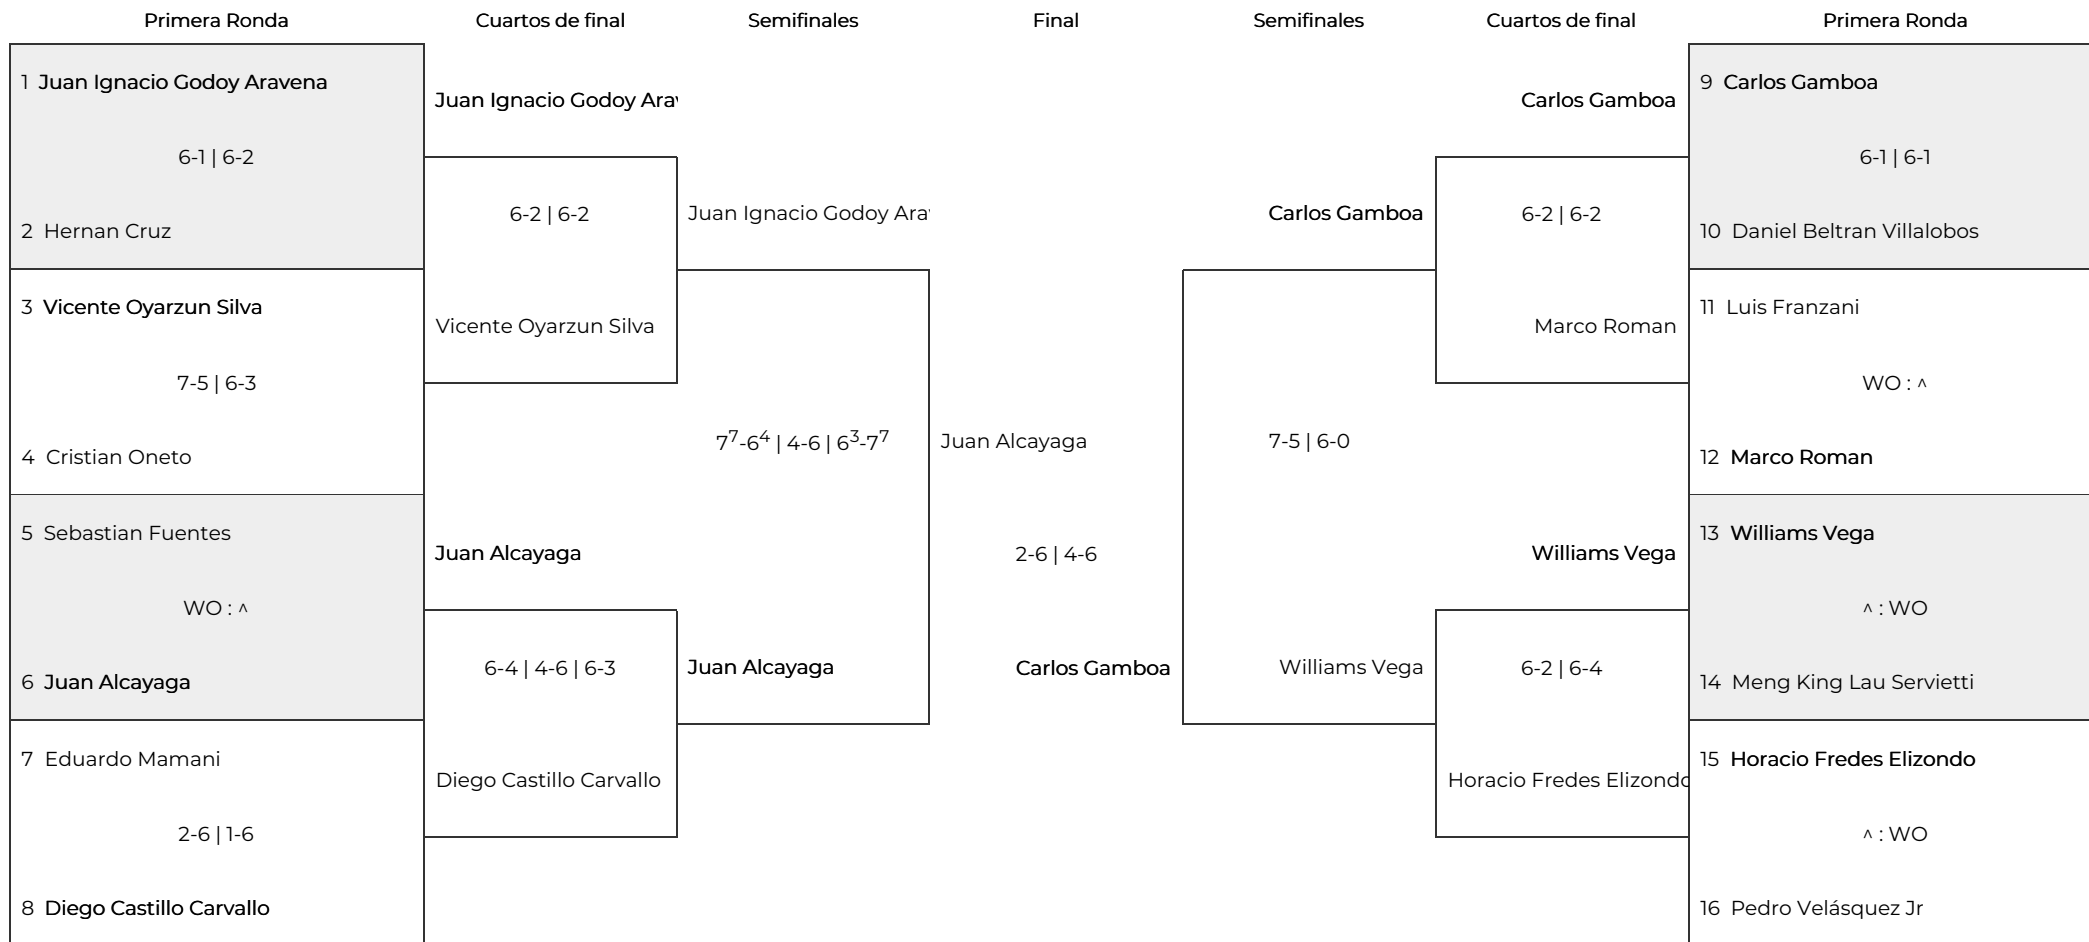 Primera Ronda
Cuartos de final
Semifinales
Final
Semifinales
Cuartos de final
Primera Ronda
1 Juan Ignacio Godoy Aravena
6-1 | 6-2
2 Hernan Cruz
3 Vicente Oyarzun Silva
7-5 | 6-3
4 Cristian Oneto
5 Sebastian Fuentes
WO : ^
6 Juan Alcayaga
7 Eduardo Mamani
2-6 | 1-6
8 Diego Castillo Carvallo
Juan Ignacio Godoy Arav
6-2 | 6-2
Vicente Oyarzun Silva
Juan Alcayaga
6-4 | 4-6 | 6-3
Diego Castillo Carvallo
Juan Ignacio Godoy Arav
7⁷-6⁴ | 4-6 | 6³-7⁷
Juan Alcayaga
Juan Alcayaga
2-6 | 4-6
Carlos Gamboa
Carlos Gamboa
7-5 | 6-0
Williams Vega
Carlos Gamboa
6-2 | 6-2
Marco Roman
Williams Vega
6-2 | 6-4
Horacio Fredes Elizondo
9 Carlos Gamboa
6-1 | 6-1
10 Daniel Beltran Villalobos
11 Luis Franzani
WO : ^
12 Marco Roman
13 Williams Vega
^ : WO
14 Meng King Lau Servietti
15 Horacio Fredes Elizondo
^ : WO
16 Pedro Velásquez Jr